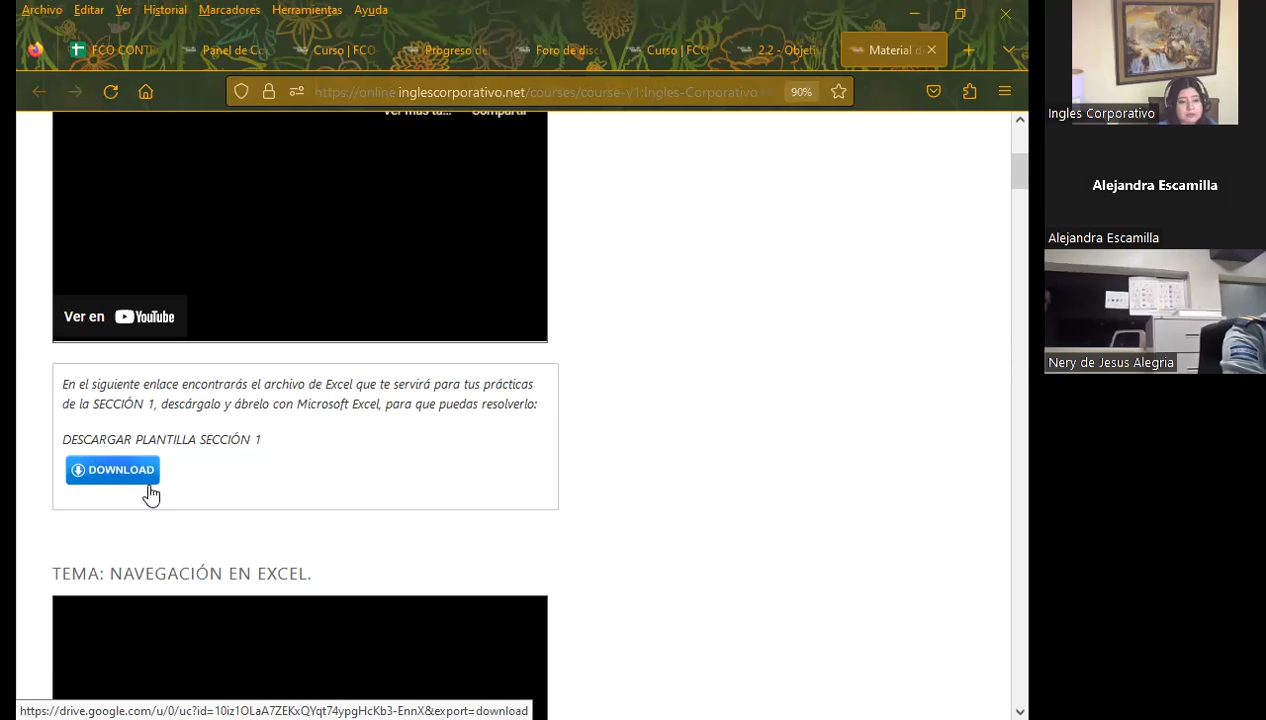 Archivo Editar Ver Historial Marcadores Herramientas Ayuda
FCO CONTI Panel de Co Curso | FCO Progreso de Foro de disc Curso | FCO 2.2 - Objeti Material d
https://online.inglescorporativo.net/courses/course-v1:Ingles-Corporativo 90%
Ver más ta... Compartir
Ver en YouTube
En el siguiente enlace encontrarás el archivo de Excel que te servirá para tus prácticas
de la SECCIÓN 1, descárgalo y ábrelo con Microsoft Excel, para que puedas resolverlo:
DESCARGAR PLANTILLA SECCIÓN 1
DOWNLOAD
TEMA: NAVEGACIÓN EN EXCEL.
https://drive.google.com/u/0/uc?id=10iz1OLaA7ZEKxQYqt74ypgHcKb3-EnnX&export=download
Ingles Corporativo
Alejandra Escamilla
Alejandra Escamilla
Nery de Jesus Alegria